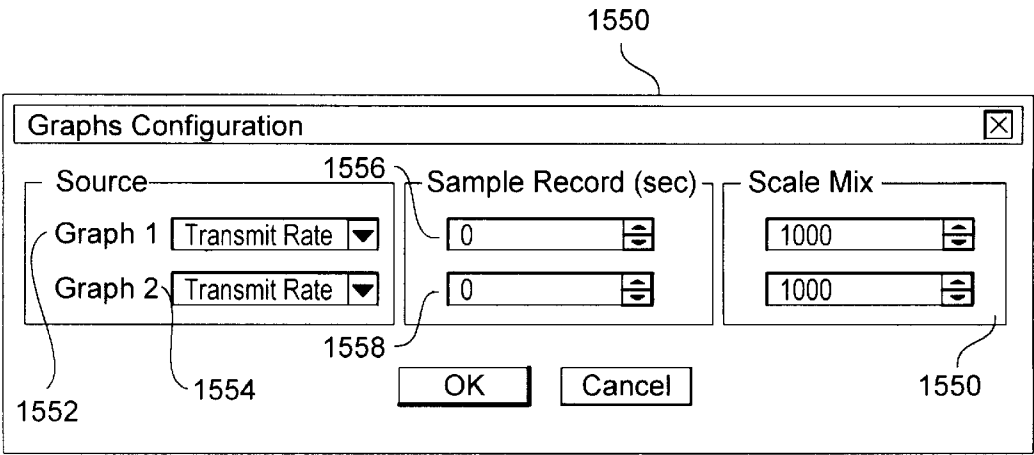 1550
Graphs Configuration
Source
1556
Sample Record (sec)
Scale Mix
Graph 1 Transmit Rate 0 1000
Graph 2 Transmit Rate 0 1000
1558
1552
1554
OK
Cancel
1550